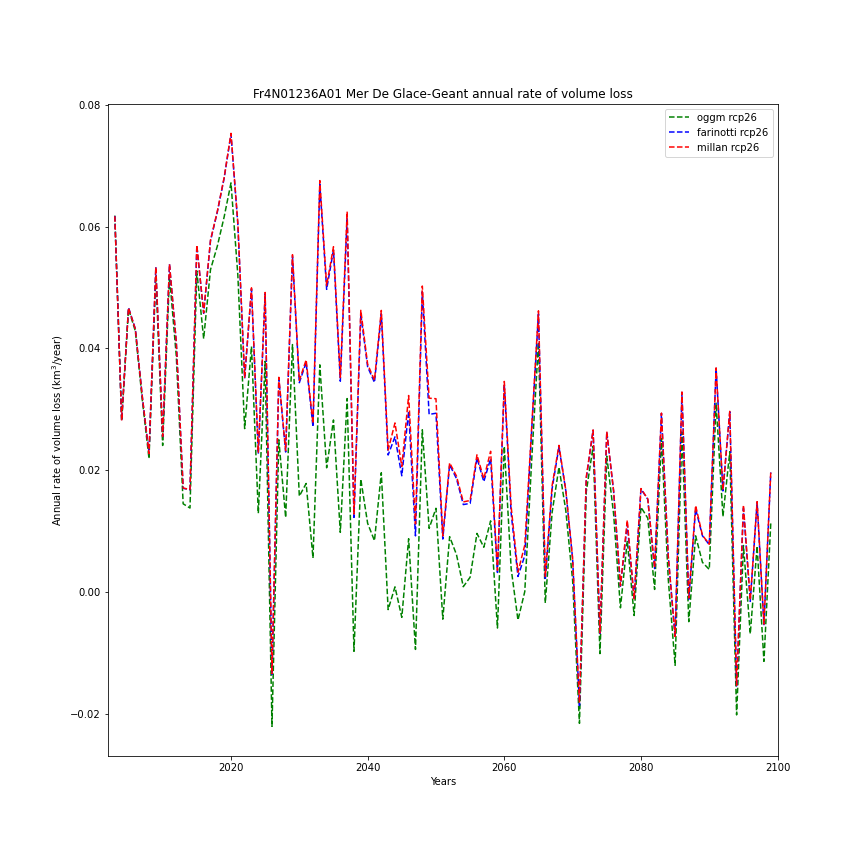 Fr4N01236A01 Mer De Glace-Geant annual rate of volume loss
oggm rcp26
farinotti rcp26
millan rcp26
Annual rate of volume loss (km³/year)
0.08
0.06
0.04
0.02
0.00
−0.02
2020 2040 2060 2080 2100
Years